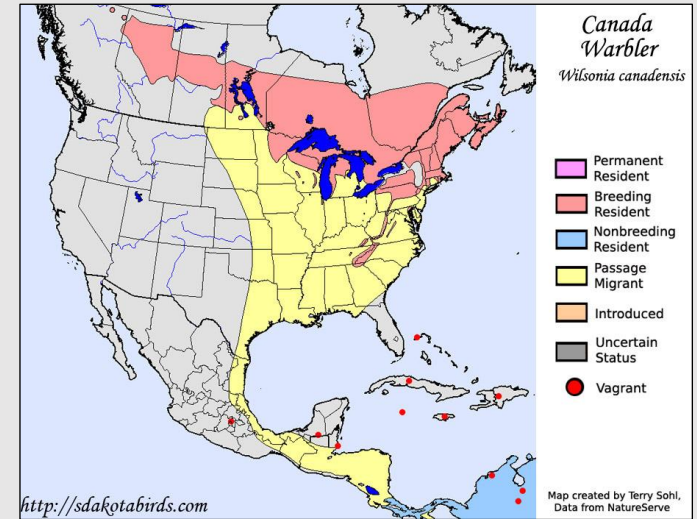 Canada
Warbler
Wilsonia canadensis
Permanent
Resident
Breeding
Resident
Nonbreeding
Resident
Passage
Migrant
Introduced
Uncertain
Status
Vagrant
http://sdakotabirds.com
Map created by Terry Sohl,
Data from NatureServe